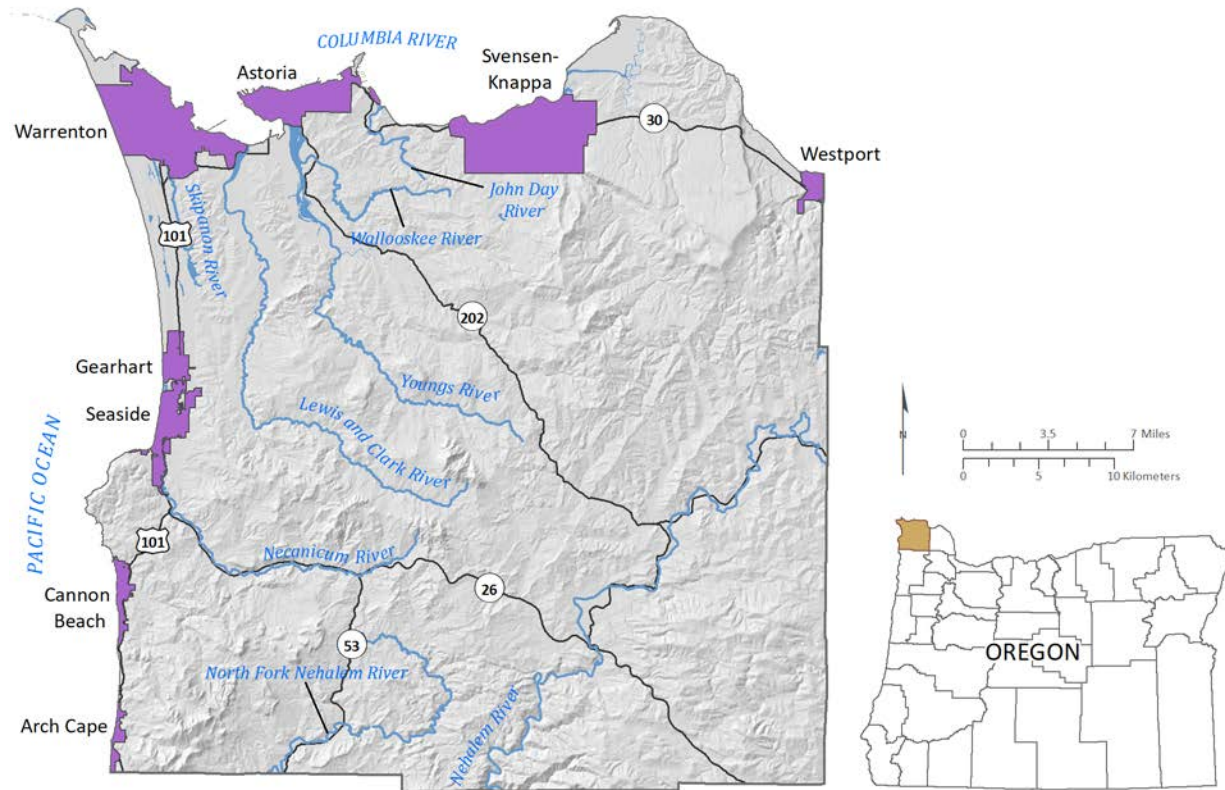 COLUMBIA RIVER
Svensen-
Knappa
Astoria
Warrenton
30
Westport
John Day
River
Skipanon River
Wallooskee River
101
202
Gearhart
Youngs River
Seaside
Lewis and Clark River
PACIFIC OCEAN
N
0 3.5 7 Miles
0 5 10 Kilometers
101
Necanicum River
26
Cannon
Beach
53
North Fork Nehalem River
OREGON
Nehalem River
Arch Cape